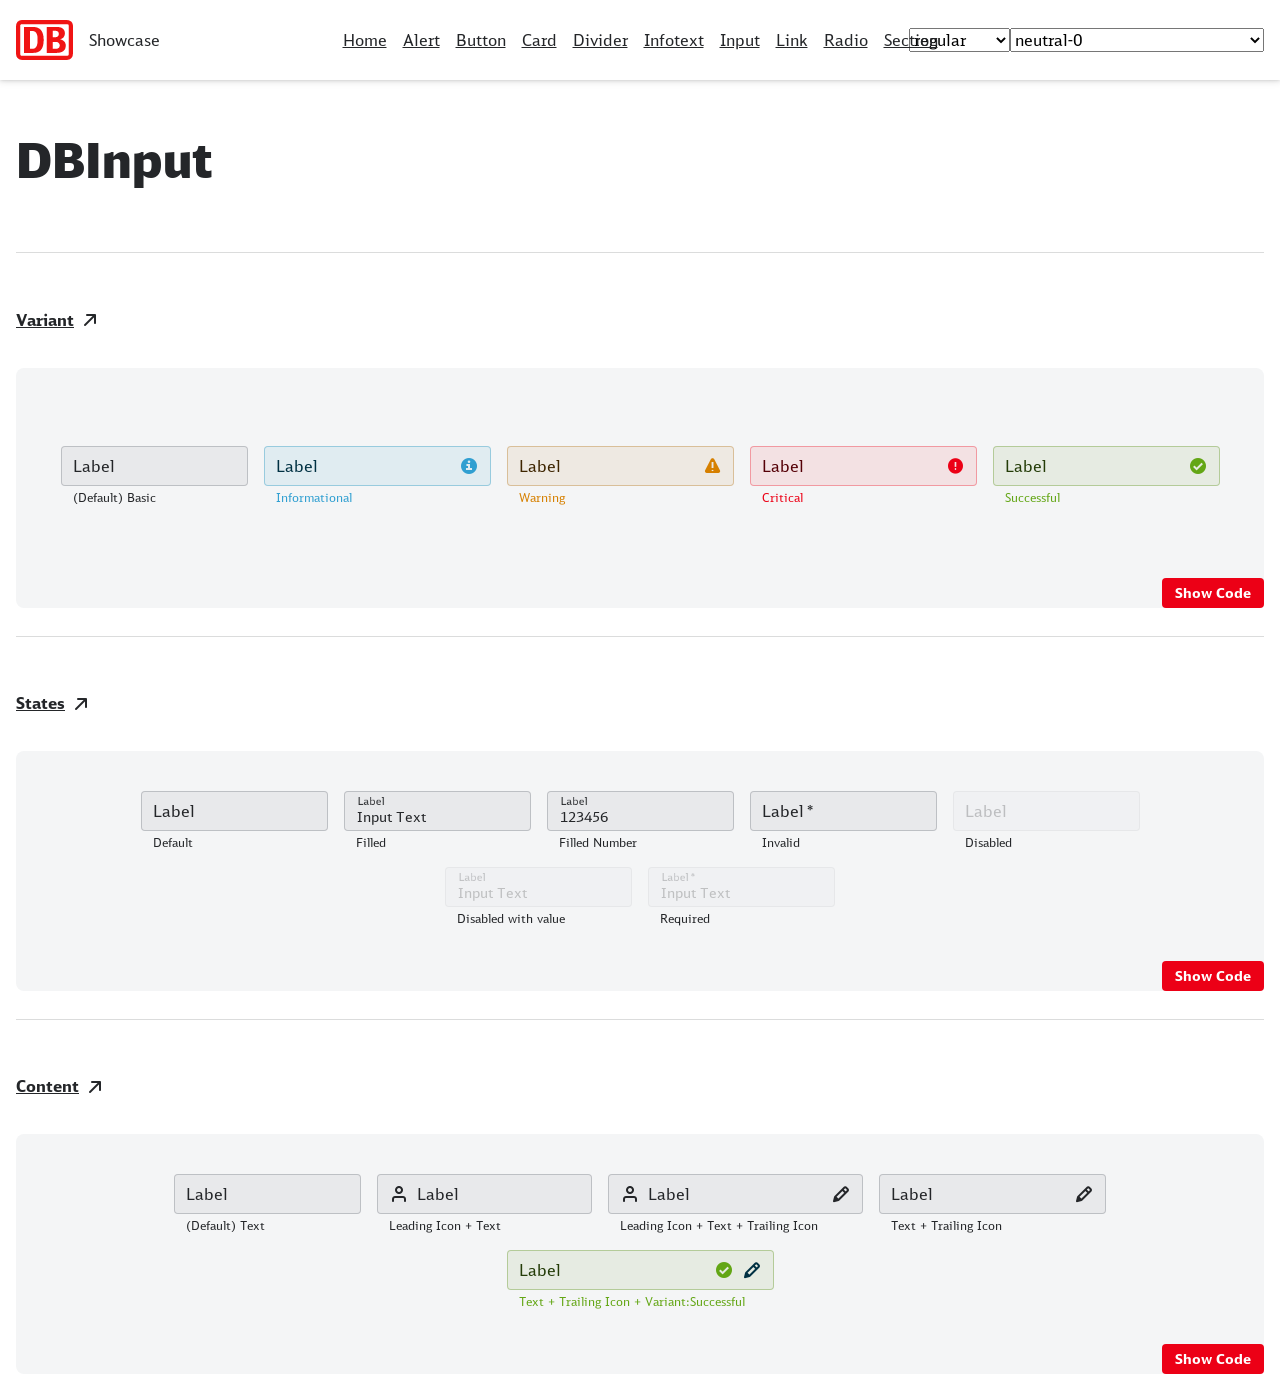 DB Showcase Home Alert Button Card Divider Infotext Input Link Radio Section regular neutral-0
DBInput
Variant
Label Label Label Label Label
(Default) Basic Informational Warning Critical Successful
Show Code
States
Label Label Label Label * Label
Input Text 123456
Default Filled Filled Number Invalid Disabled
Label Label *
Input Text Input Text
Disabled with value Required
Show Code
Content
Label Label Label Label
(Default) Text Leading Icon + Text Leading Icon + Text + Trailing Icon Text + Trailing Icon
Label
Text + Trailing Icon + Variant:Successful
Show Code